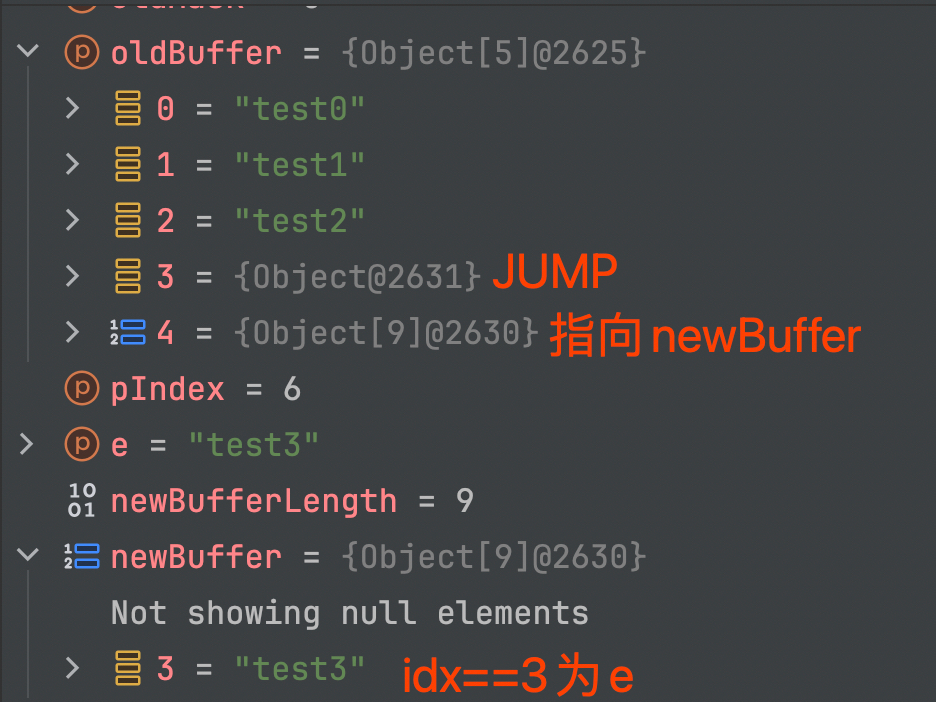 oldBuffer = {Object[5]@2625}
0 = "test0"
1 = "test1"
2 = "test2"
3 = {Object@2631} JUMP
4 = {Object[9]@2630} 指向 newBuffer
pIndex = 6
e = "test3"
newBufferLength = 9
newBuffer = {Object[9]@2630}
Not showing null elements
3 = "test3" idx==3 为 e